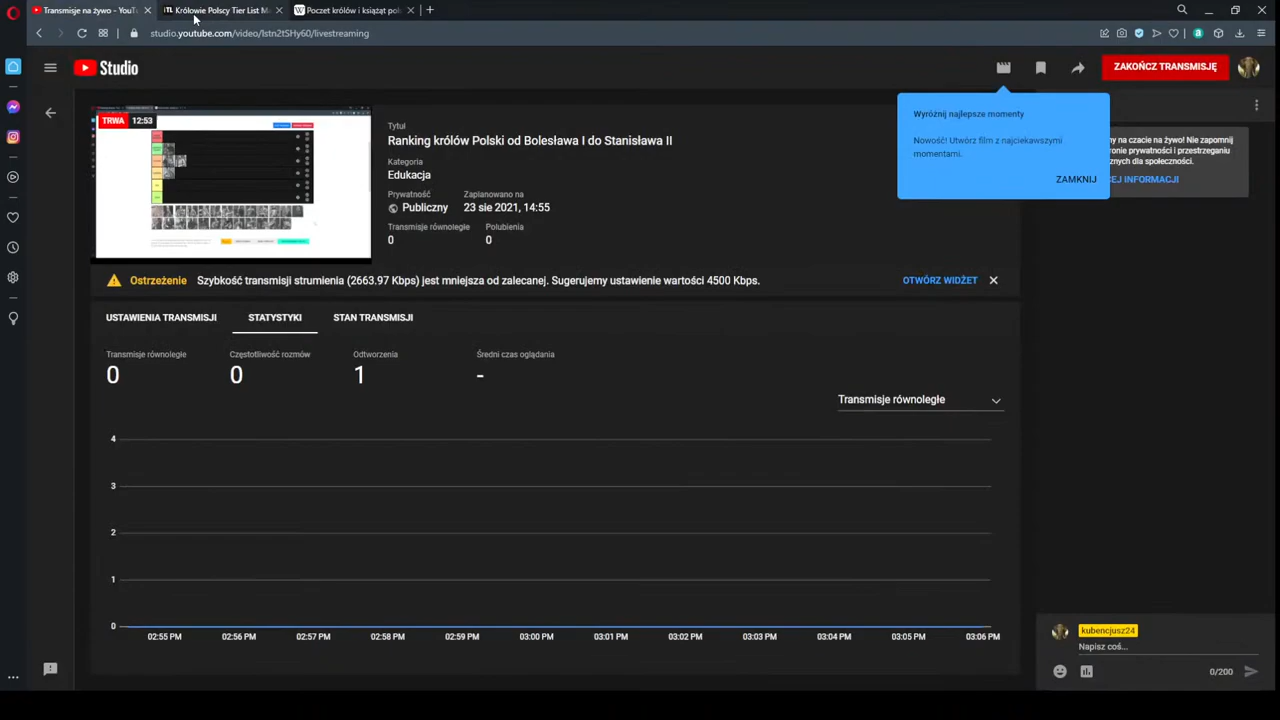 Transmisje na żywo - YouTu
Królowie Polscy Tier List Ma
Poczet królów i książąt pol
studio.youtube.com/video/Istn2tSHy60/livestreaming
Studio
ZAKOŃCZ TRANSMISJĘ
TRWA 12:53
Tytuł
Ranking królów Polski od Bolesława I do Stanisława II
Kategoria
Edukacja
Prywatność
Publiczny
Zaplanowano na
23 sie 2021, 14:55
Transmisje równoległe
0
Polubienia
0
Wyróżnij najlepsze momenty
Nowość! Utwórz film z najciekawszymi
momentami.
ZAMKNIJ
y na czacie na żywo! Nie zapomnij
ronie prywatności i przestrzeganiu
cznych dla społeczności.
CEJ INFORMACJI
Ostrzeżenie
Szybkość transmisji strumienia (2663.97 Kbps) jest mniejsza od zalecanej. Sugerujemy ustawienie wartości 4500 Kbps.
OTWÓRZ WIDŻET
USTAWIENIA TRANSMISJI
STATYSTYKI
STAN TRANSMISJI
Transmisje równoległe
0
Częstotliwość rozmów
0
Odtworzenia
1
Średni czas oglądania
-
Transmisje równoległe
4
3
2
1
0
02:55 PM 02:56 PM 02:57 PM 02:58 PM 02:59 PM 03:00 PM 03:01 PM 03:02 PM 03:03 PM 03:04 PM 03:05 PM 03:06 PM
kubencjusz24
Napisz coś...
0/200